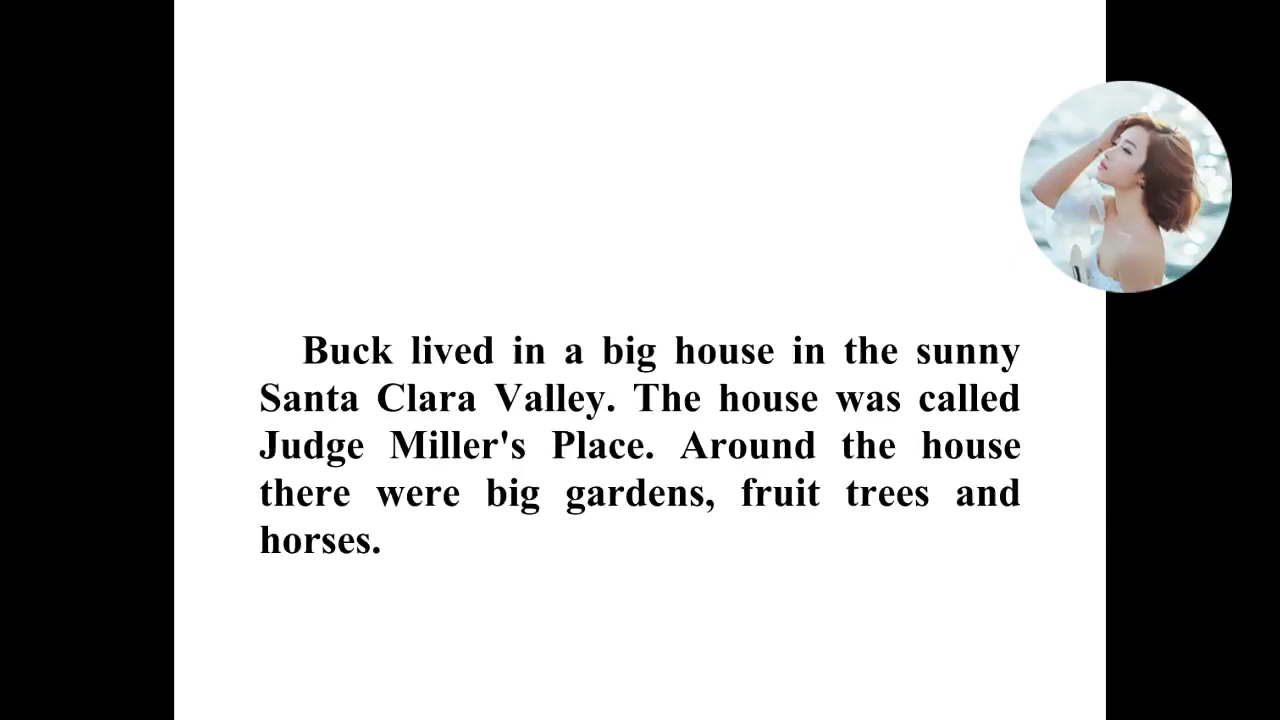 Buck lived in a big house in the sunny
Santa Clara Valley. The house was called
Judge Miller's Place. Around the house
there were big gardens, fruit trees and
horses.